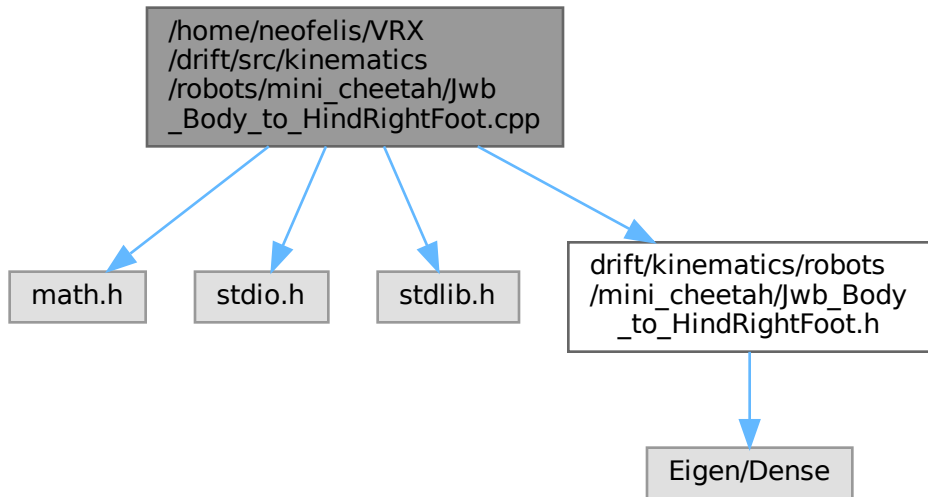 /home/neofelis/VRX
/drift/src/kinematics
/robots/mini_cheetah/Jwb
_Body_to_HindRightFoot.cpp
math.h
stdio.h
stdlib.h
drift/kinematics/robots
/mini_cheetah/Jwb_Body
_to_HindRightFoot.h
Eigen/Dense